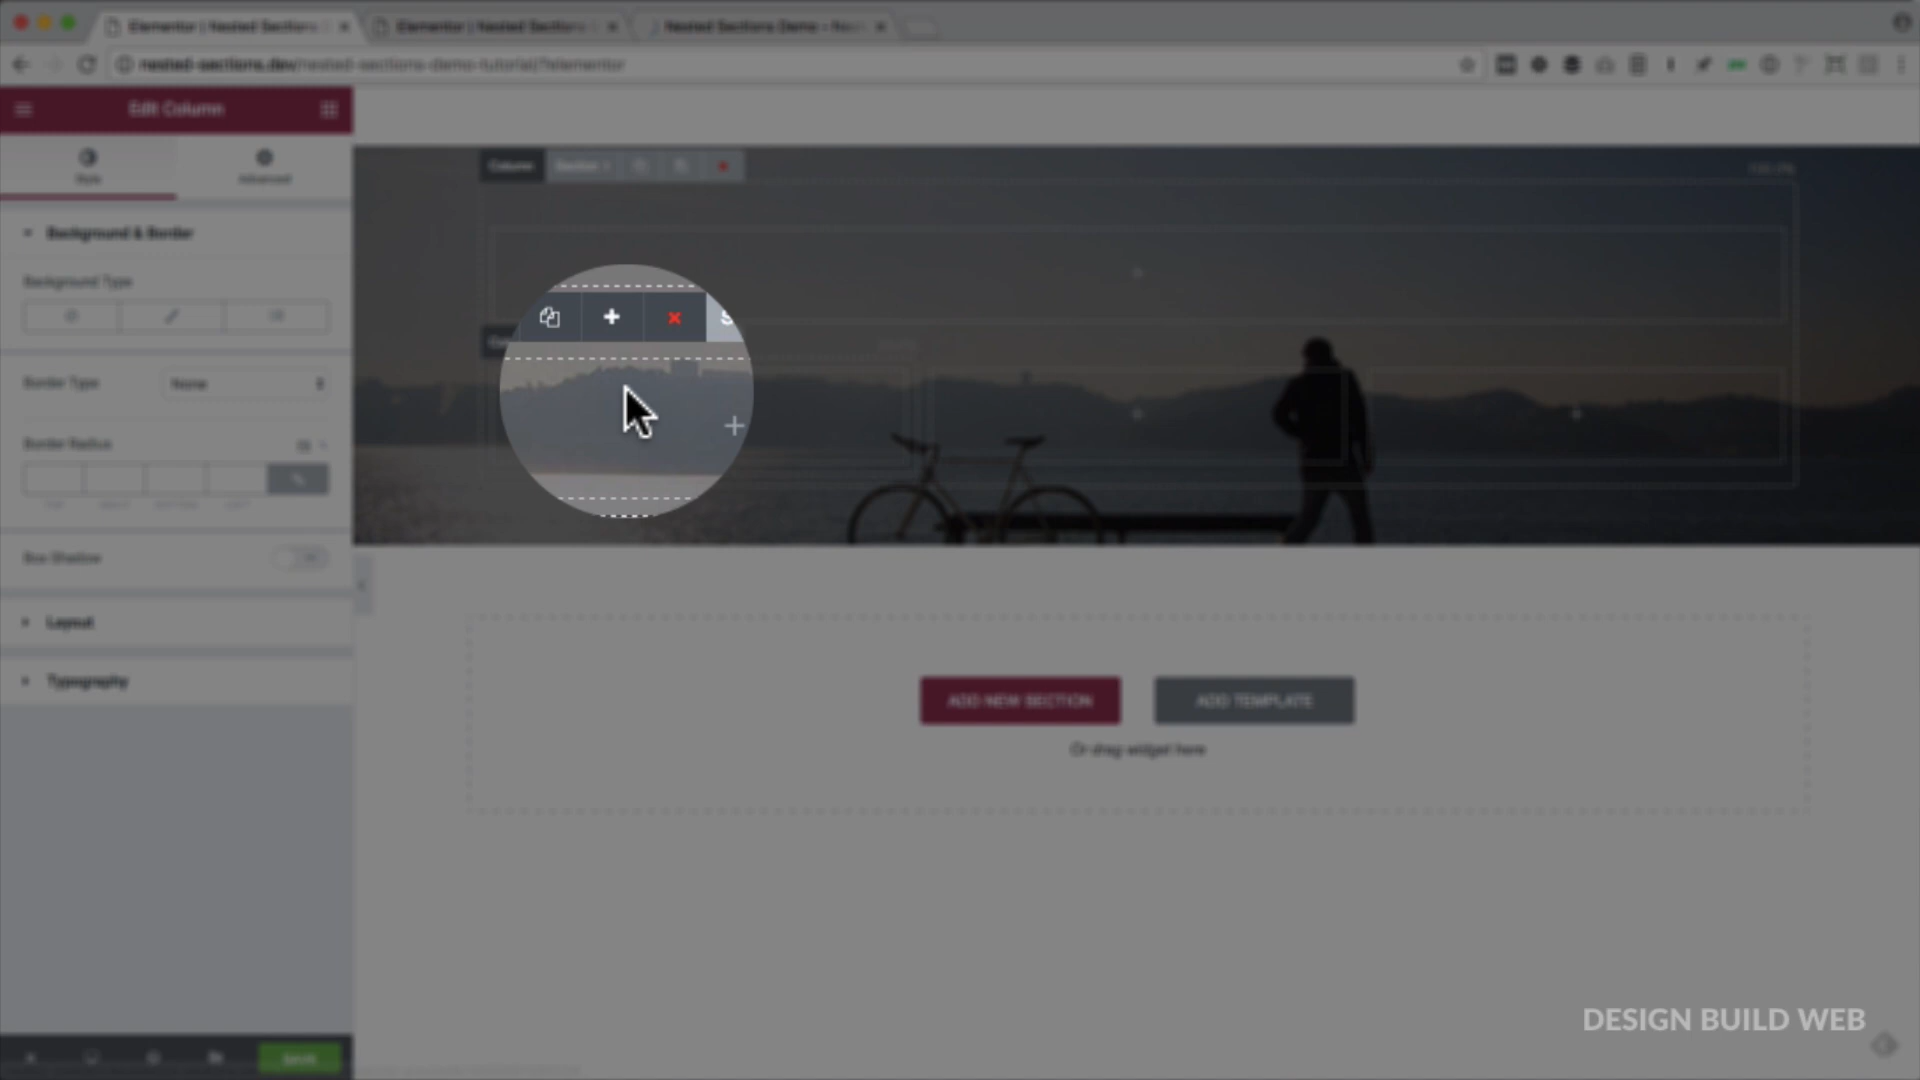 Elementor | Nested Sections
Elementor | Nested Sections
Nested Sections Demo -
nested-sections.dev/nested-sections-demo-tutorial/?elementor
Edit Column
Style
Advanced
Column
Section
Background & Border
Background Type
Border Type
None
Border Radius
Box Shadow
Layout
Typography
ADD NEW SECTION
ADD TEMPLATE
Or drag widget here
DESIGN BUILD WEB
SAVE